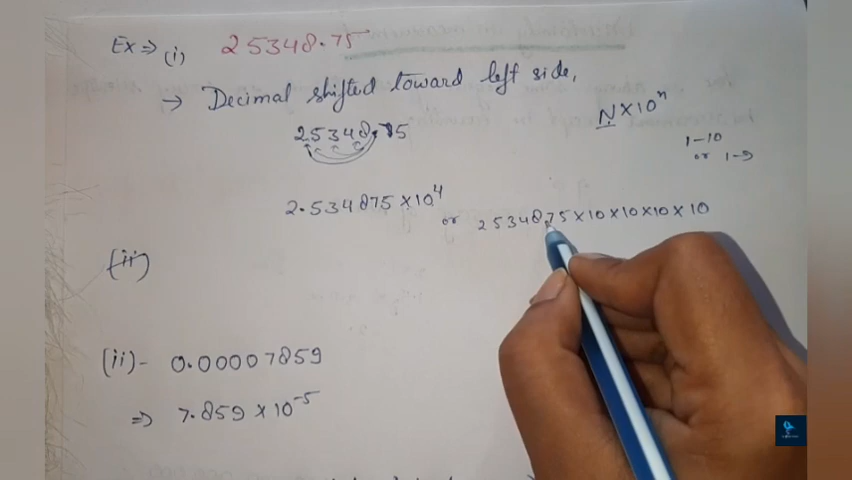 Ex ⇒ (i) 25348.75
→ Decimal shifted toward left side,
N×10ⁿ
25348.75
1-10
or 1-9
2.534875×10⁴
or 2534875×10×10×10×10
(ii)
(ii)- 0.00007859
⇒ 7.859×10⁻⁵